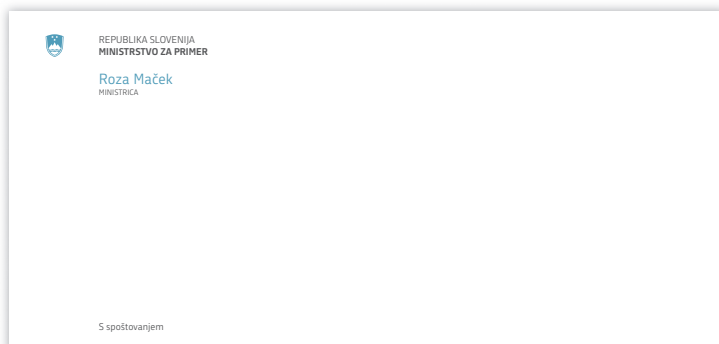 REPUBLIKA SLOVENIJA
MINISTRSTVO ZA PRIMER
Roza Maček
MINISTRICA
S spoštovanjem